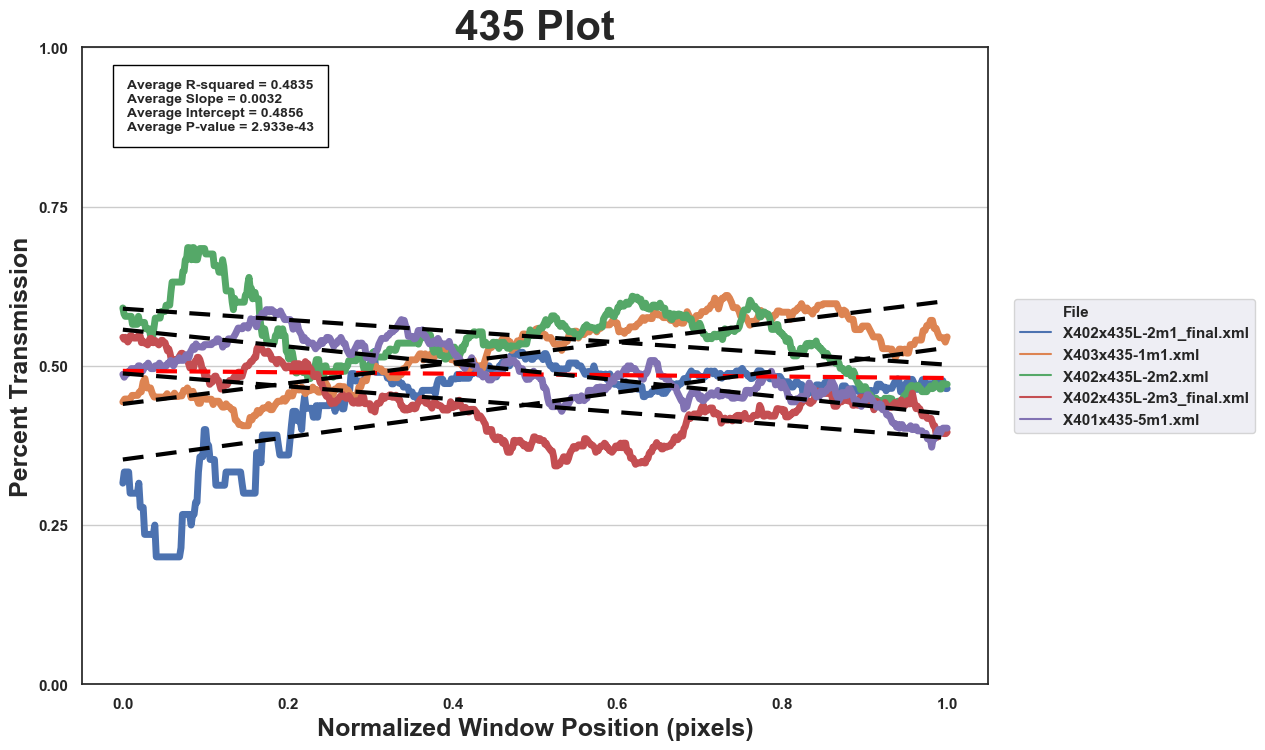 435 Plot
1.00
Average R-squared = 0.4835
Average Slope = 0.0032
Average Intercept = 0.4856
Average P-value = 2.933e-43
0.75
0.50
0.25
0.00
Percent Transmission
0.0 0.2 0.4 0.6 0.8 1.0
Normalized Window Position (pixels)
File
X402x435L-2m1_final.xml
X403x435-1m1.xml
X402x435L-2m2.xml
X402x435L-2m3_final.xml
X401x435-5m1.xml